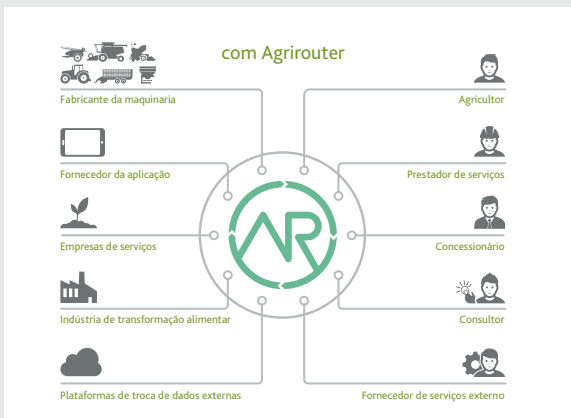 com Agrirouter
Fabricante da maquinaria
Agricultor
Fornecedor da aplicação
Prestador de serviços
AR
Empresas de serviços
Concessionário
Indústria de transformação alimentar
Consultor
Plataformas de troca de dados externas
Fornecedor de serviços externo